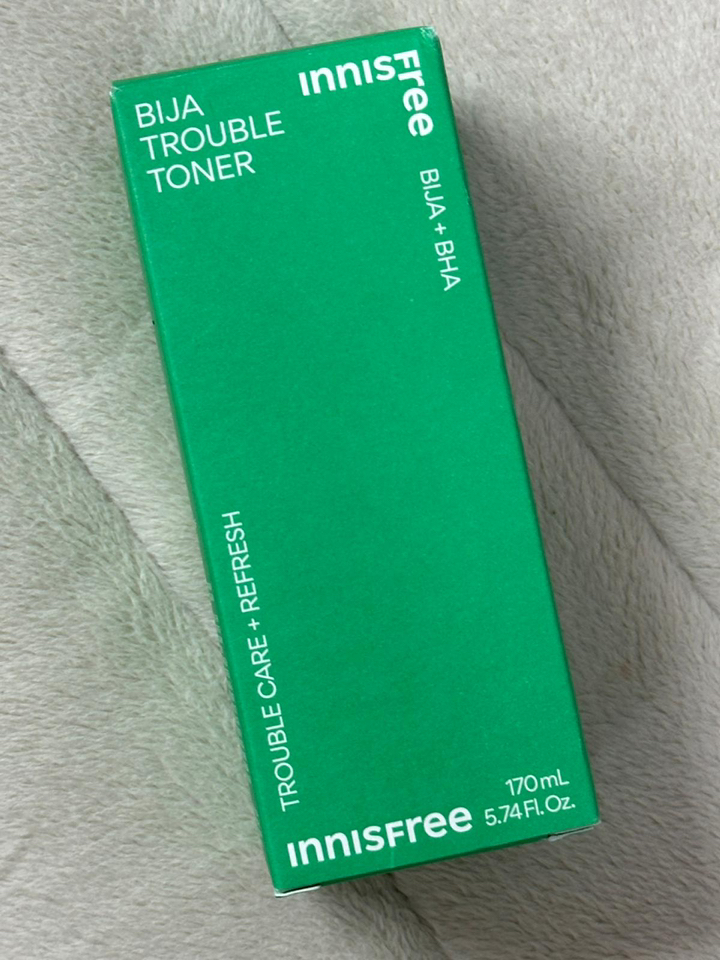 BIJA
TROUBLE
TONER
innisFree
BIJA + BHA
TROUBLE CARE + REFRESH
innisFree
170 mL
5.74 Fl. Oz.